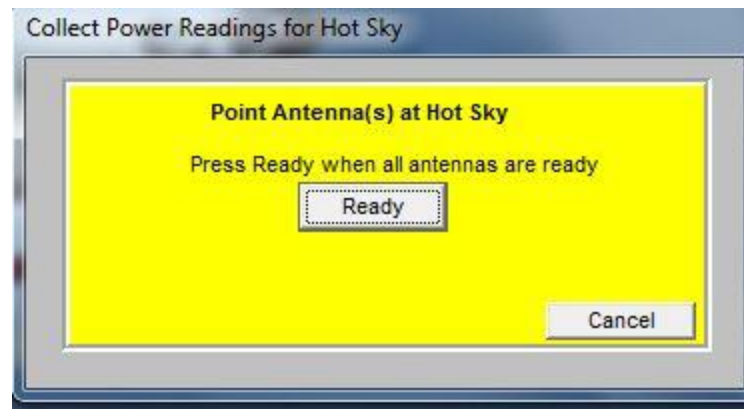 Collect Power Readings for Hot Sky
Point Antenna(s) at Hot Sky
Press Ready when all antennas are ready
Ready
Cancel